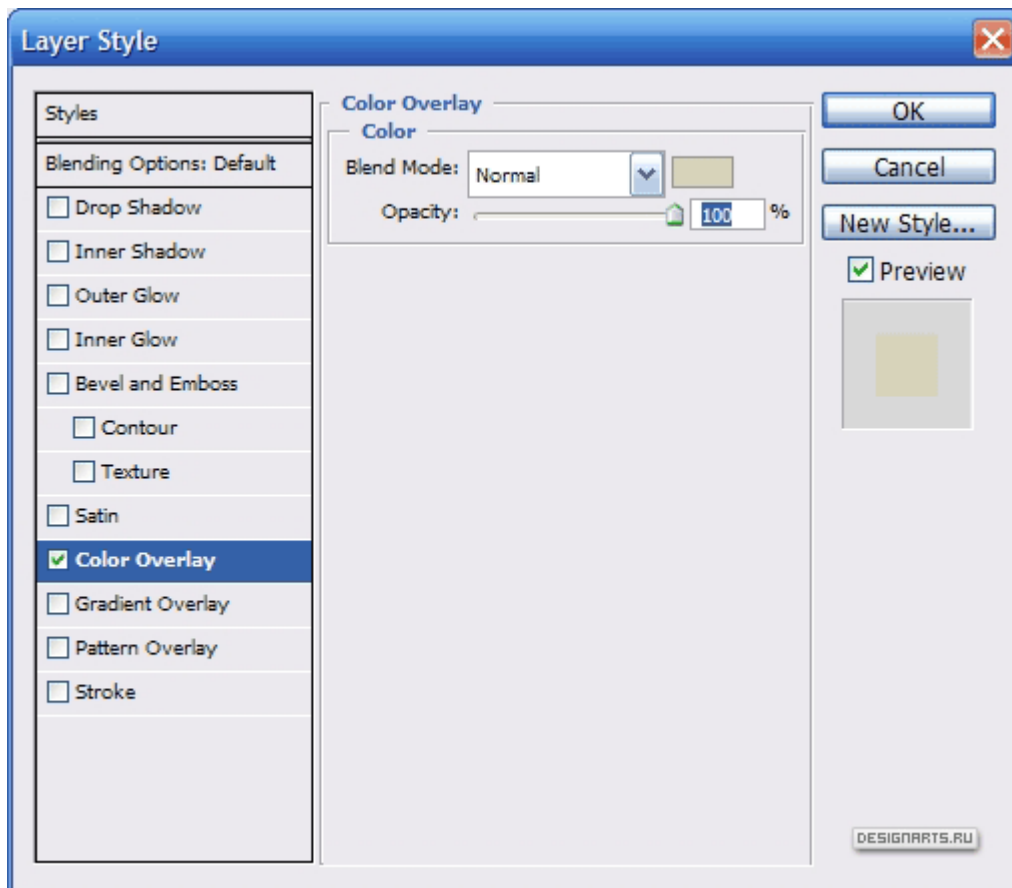 Layer Style
Styles
Blending Options: Default
Drop Shadow
Inner Shadow
Outer Glow
Inner Glow
Bevel and Emboss
Contour
Texture
Satin
Color Overlay
Gradient Overlay
Pattern Overlay
Stroke
Color Overlay
Color
Blend Mode: Normal
Opacity: 100 %
OK
Cancel
New Style...
Preview
DESIGNARTS.RU